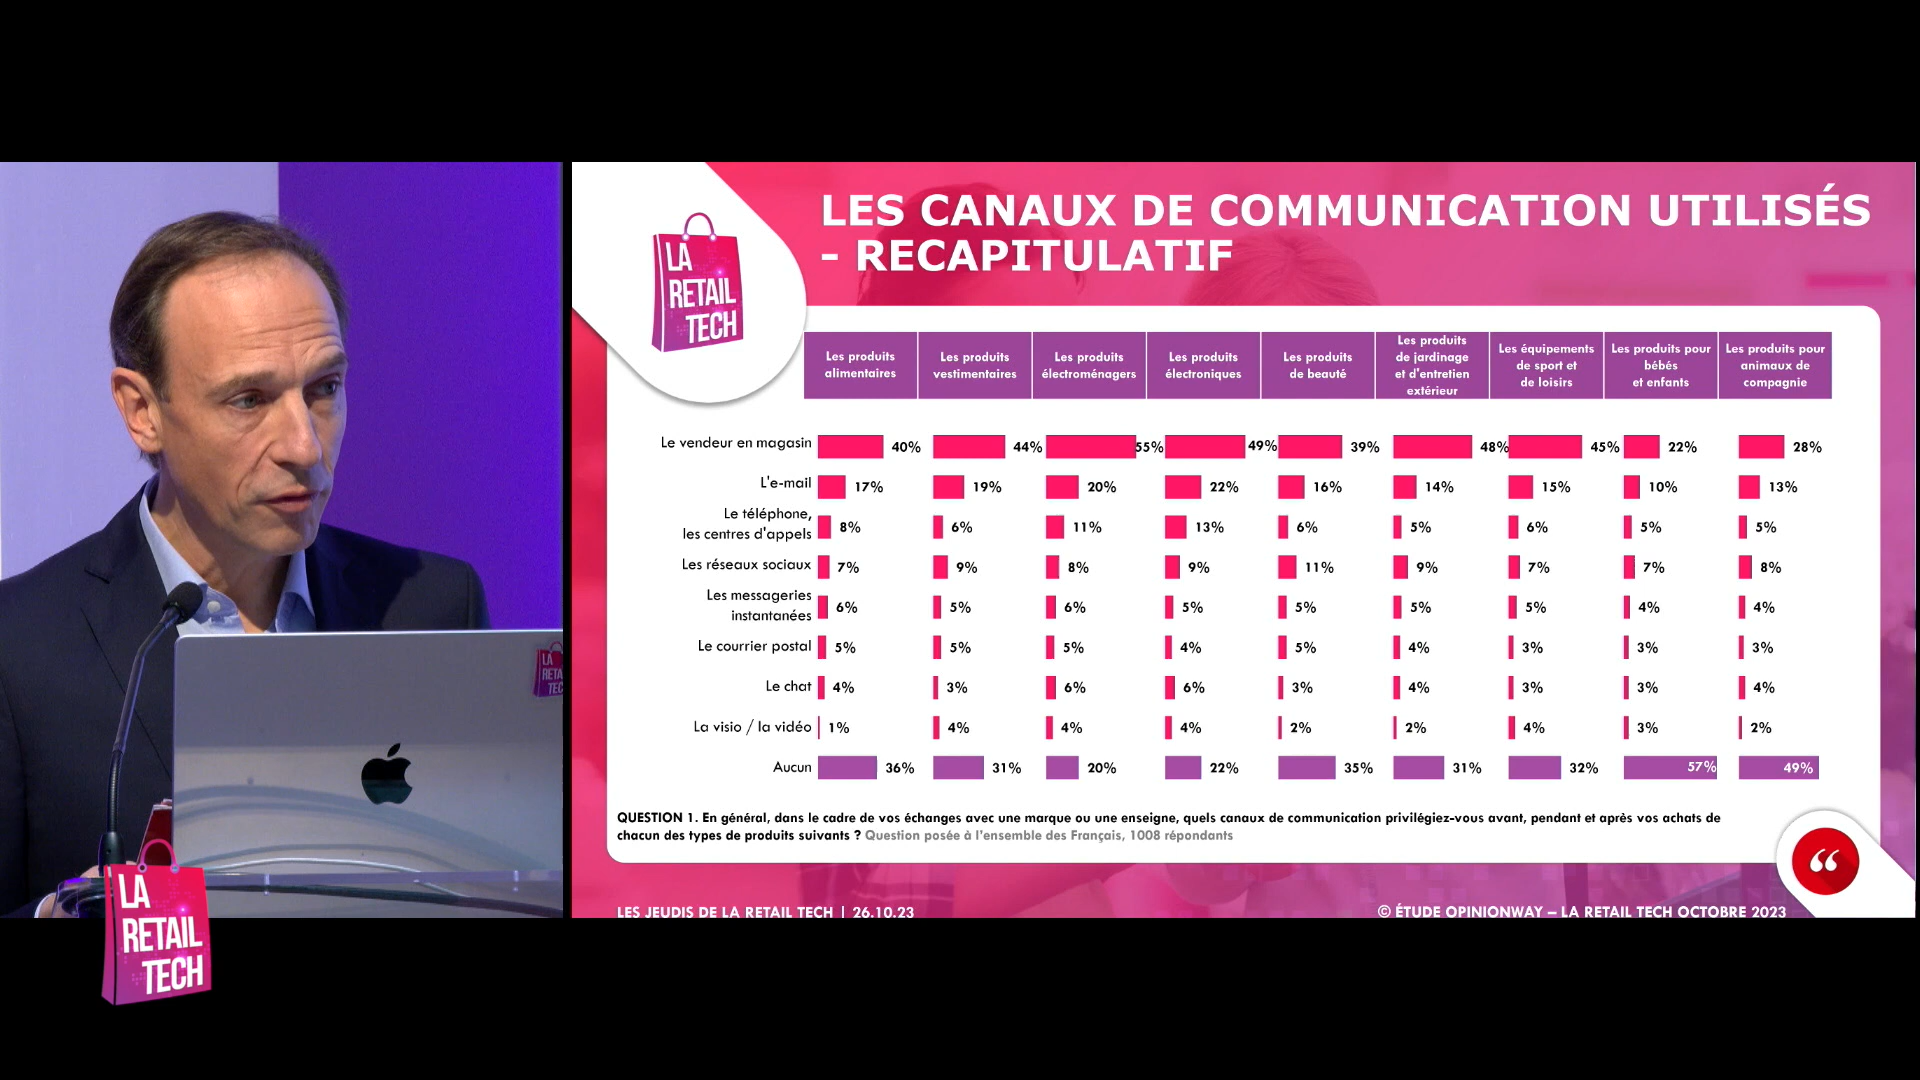 LES CANAUX DE COMMUNICATION UTILISÉS
- RECAPITULATIF
LA
RETAIL
TECH
Les produits
alimentaires
Les produits
vestimentaires
Les produits
électroménagers
Les produits
électroniques
Les produits
de beauté
Les produits
de jardinage
et d'entretien
extérieur
Les équipements
de sport et
de loisirs
Les produits pour
bébés
et enfants
Les produits pour
animaux de
compagnie
Le vendeur en magasin 40% 44% 55% 49% 39% 48% 45% 22% 28%
L'e-mail 17% 19% 20% 22% 16% 14% 15% 10% 13%
Le téléphone,
les centres d'appels 8% 6% 11% 13% 6% 5% 6% 5% 5%
Les réseaux sociaux 7% 9% 8% 9% 11% 9% 7% 7% 8%
Les messageries
instantanées 6% 5% 6% 5% 5% 5% 5% 4% 4%
Le courrier postal 5% 5% 5% 4% 5% 4% 3% 3% 3%
Le chat 4% 3% 6% 6% 3% 4% 3% 3% 4%
La visio / la vidéo 1% 4% 4% 4% 2% 2% 4% 3% 2%
Aucun 36% 31% 20% 22% 35% 31% 32% 57% 49%
QUESTION 1. En général, dans le cadre de vos échanges avec une marque ou une enseigne, quels canaux de communication privilégiez-vous avant, pendant et après vos achats de
chacun des types de produits suivants ? Question posée à l'ensemble des Français, 1008 répondants
LES JEUDIS DE LA RETAIL TECH | 26.10.23
© ÉTUDE OPINIONWAY – LA RETAIL TECH OCTOBRE 2023
LA
RETA
TEC
LA
RETAIL
TECH